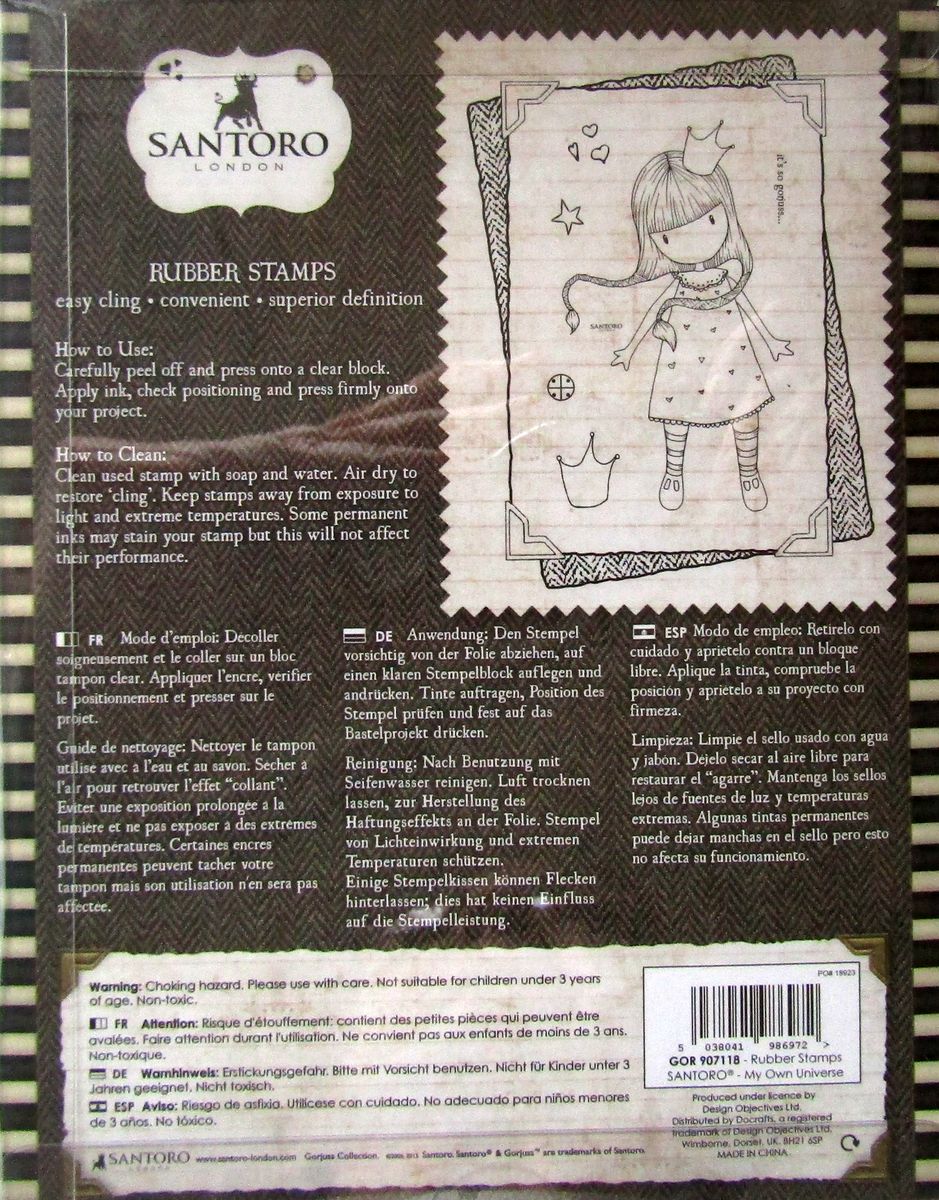 SANTORO
LONDON
RUBBER STAMPS
easy cling • convenient • superior definition
How to Use:
Carefully peel off and press onto a clear block.
Apply ink, check positioning and press firmly onto
your project.
How to Clean:
Clean used stamp with soap and water. Air dry to
restore 'cling'. Keep stamps away from exposure to
light and extreme temperatures. Some permanent
inks may stain your stamp but this will not affect
their performance.
it's so gorjuss...
SANTORO
FR Mode d'emploi: Décoller
soigneusement et le coller sur un bloc
tampon clear. Appliquer l'encre, vérifier
le positionnement et presser sur le
projet.
Guide de nettoyage: Nettoyer le tampon
utilise avec a l'eau et au savon. Secher a
l'air pour retrouver l'effet "collant".
Eviter une exposition prolongée a la
lumière et ne pas exposer a des extrêmes
de températures. Certaines encres
permanentes peuvent tacher votre
tampon mais son utilisation n'en sera pas
affectée.
DE Anwendung: Den Stempel
vorsichtig von der Folie abziehen, auf
einen klaren Stempelblock auflegen und
andrücken. Tinte auftragen, Position des
Stempel prüfen und fest auf das
Bastelprojekt drücken.
Reinigung: Nach Benutzung mit
Seifenwasser reinigen. Luft trocknen
lassen, zur Herstellung des
Haftungseffekts an der Folie. Stempel
von Lichteinwirkung und extremen
Temperaturen schützen.
Einige Stempelkissen können Flecken
hinterlassen; dies hat keinen Einfluss
auf die Stempelleistung.
ESP Modo de empleo: Retirelo con
cuidado y aprietelo contra un bloque
libre. Aplique la tinta, compruebe la
posición y aprietelo a su proyecto con
firmeza.
Limpieza: Limpie el sello usado con agua
y jabón. Déjelo secar al aire libre para
restaurar el "agarre". Mantenga los sellos
lejos de fuentes de luz y temperaturas
extremas. Algunas tintas permanentes
puede dejar manchas en el sello pero esto
no afecta su funcionamiento.
Warning: Choking hazard. Please use with care. Not suitable for children under 3 years
of age. Non-toxic.
FR Attention: Risque d'étouffement: contient des petites pièces qui peuvent être
avalées. Faire attention durant l'utilisation. Ne convient pas aux enfants de moins de 3 ans.
Non-toxique.
DE Warnhinweis: Erstickungsgefahr. Bitte mit Vorsicht benutzen. Nicht für Kinder unter 3
Jahren geeignet. Nicht toxisch.
ESP Aviso: Riesgo de asfixia. Utilicese con cuidado. No adecuado para niños menores
de 3 años. No tóxico.
SANTORO LONDON www.santoro-london.com Gorjuss Collection. Santoro. Santoro® & Gorjuss™ are trademarks of Santoro.
PO# 18923
5 038041 986972 >
GOR 907118 - Rubber Stamps
SANTORO® - My Own Universe
Produced under licence by
Design Objectives Ltd.
Distributed by Docrafts, a registered
trademark of Design Objectives Ltd.
Wimborne, Dorset, UK, BH21 6SP
MADE IN CHINA